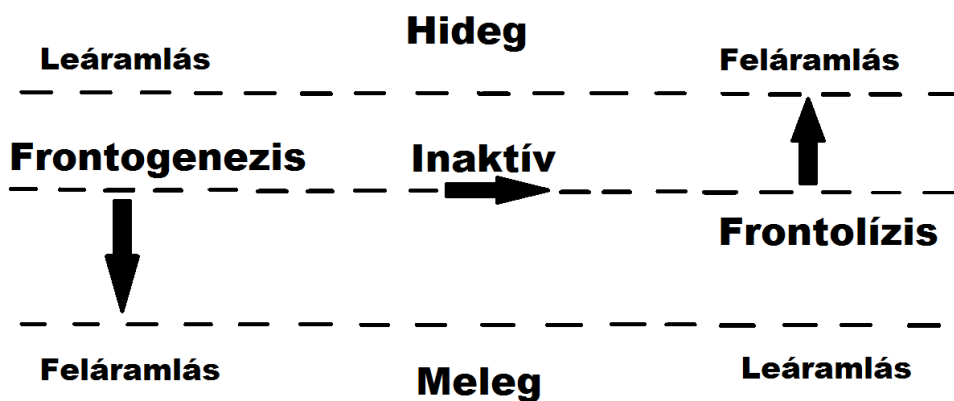 Hideg
Leáramlás
Feláramlás
Frontogenezis
Inaktív
Frontolízis
Feláramlás
Meleg
Leáramlás